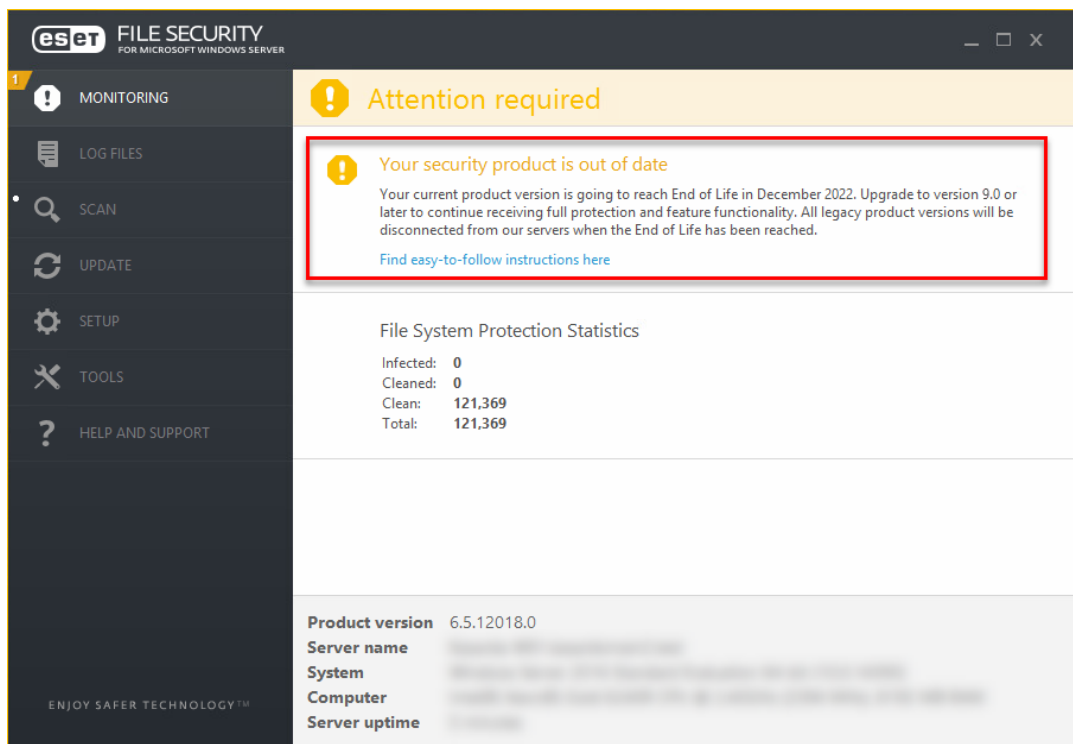 eset FILE SECURITY
FOR MICROSOFT WINDOWS SERVER
1
MONITORING
LOG FILES
SCAN
UPDATE
SETUP
TOOLS
HELP AND SUPPORT
ENJOY SAFER TECHNOLOGY™
Attention required
Your security product is out of date
Your current product version is going to reach End of Life in December 2022. Upgrade to version 9.0 or
later to continue receiving full protection and feature functionality. All legacy product versions will be
disconnected from our servers when the End of Life has been reached.
Find easy-to-follow instructions here
File System Protection Statistics
Infected: 0
Cleaned: 0
Clean: 121,369
Total: 121,369
Product version 6.5.12018.0
Server name
System
Computer
Server uptime